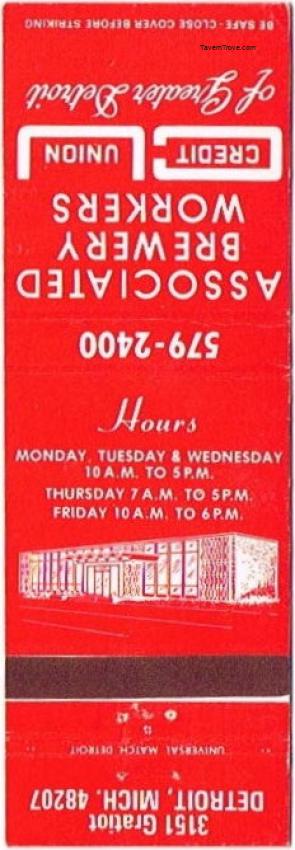 BE SAFE - CLOSE COVER BEFORE STRIKING
TavernTrove.com
of Greater Detroit
CREDIT UNION
ASSOCIATED
BREWERY
WORKERS
579-2400
Hours
MONDAY, TUESDAY & WEDNESDAY
10 A.M. TO 5 P.M.
THURSDAY 7 A.M. TO 5 P.M.
FRIDAY 10 A.M. TO 6 P.M.
UNIVERSAL MATCH DETROIT
3151 Gratiot
DETROIT, MICH. 48207